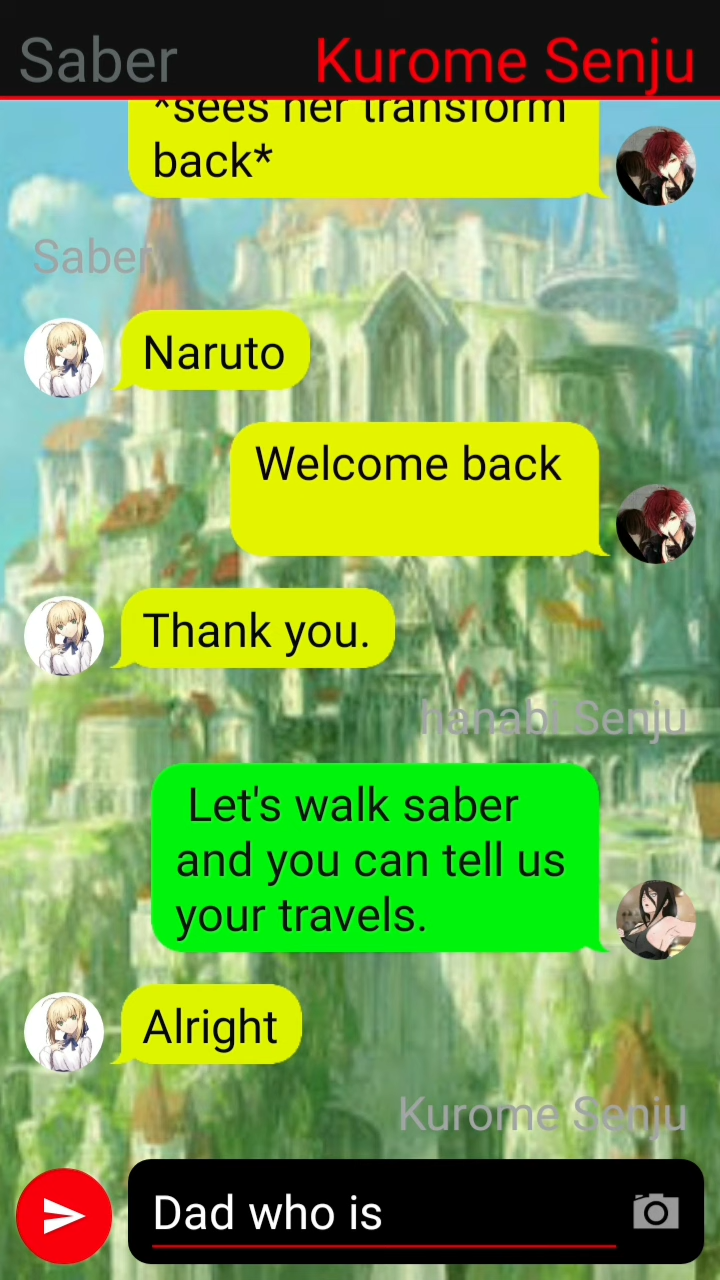 Saber
Kurome Senju
*sees her transform
back*
Saber
Naruto
Welcome back
Thank you.
hanabi Senju
Let's walk saber
and you can tell us
your travels.
Alright
Kurome Senju
Dad who is